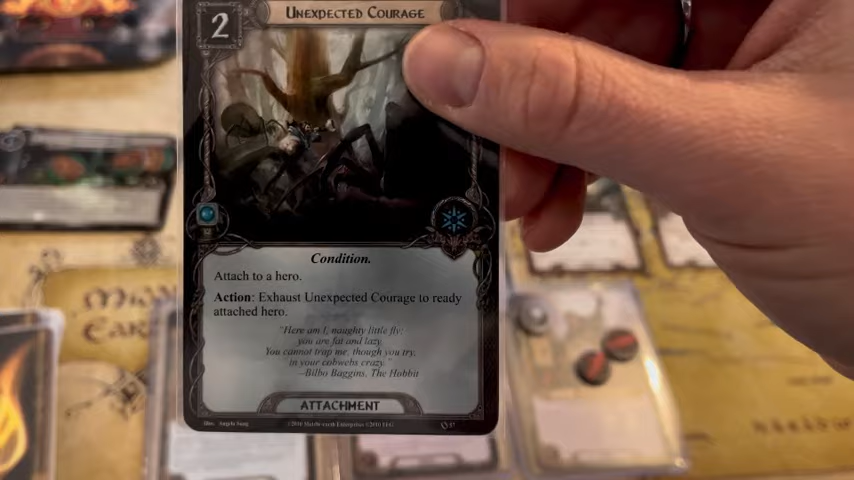 2
UNEXPECTED COURAGE
Condition.
Attach to a hero.
Action: Exhaust Unexpected Courage to ready
attached hero.
"Here am I, naughty little fly;
you are fat and lazy.
You cannot trap me, though you try,
in your cobwebs crazy."
–Bilbo Baggins, The Hobbit
ATTACHMENT